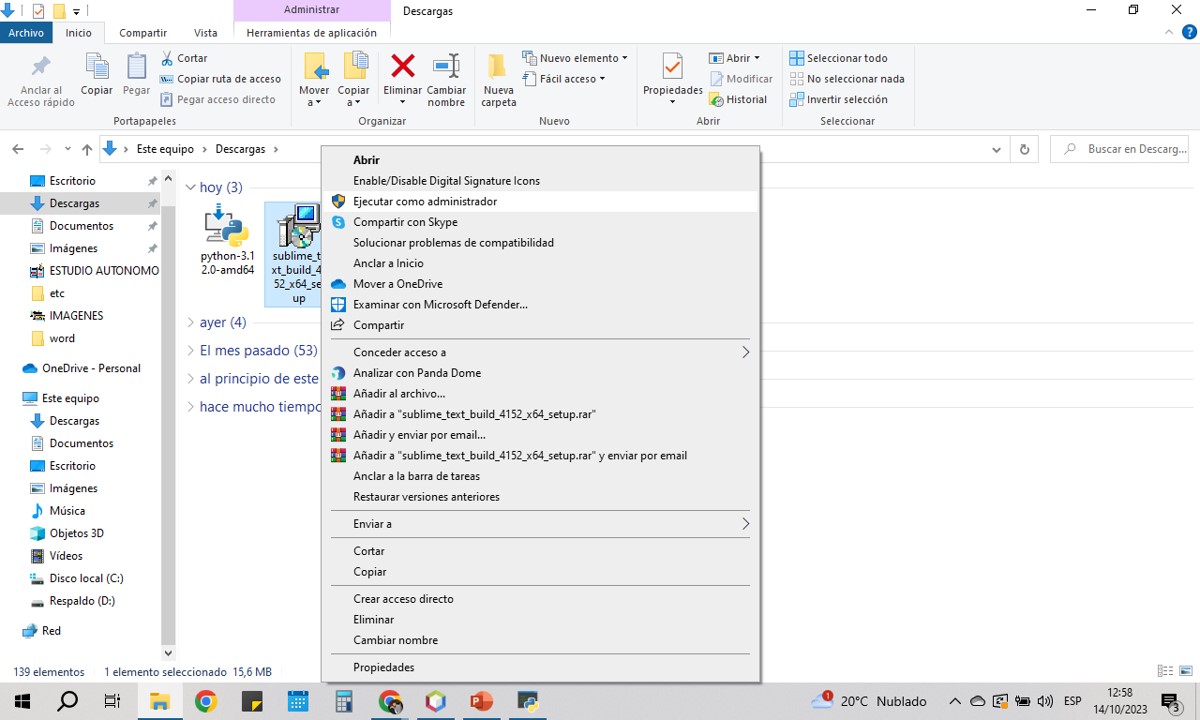 Administrar
Descargas
Archivo
Inicio
Compartir
Vista
Herramientas de aplicación
Anclar al
Acceso rápido
Copiar
Pegar
Cortar
Copiar ruta de acceso
Pegar acceso directo
Portapapeles
Mover
a
Copiar
a
Eliminar
Cambiar
nombre
Organizar
Nueva
carpeta
Nuevo elemento
Fácil acceso
Nuevo
Propiedades
Abrir
Modificar
Historial
Abrir
Seleccionar todo
No seleccionar nada
Invertir selección
Seleccionar
Este equipo
Descargas
Buscar en Descarg...
Escritorio
Descargas
Documentos
Imágenes
ESTUDIO AUTONOMO
etc
IMAGENES
word
OneDrive - Personal
Este equipo
Descargas
Documentos
Escritorio
Imágenes
Música
Objetos 3D
Vídeos
Disco local (C:)
Respaldo (D:)
Red
hoy (3)
python-3.1
2.0-amd64
sublime_t
xt_build_4
52_x64_se
up
ayer (4)
El mes pasado (53)
al principio de este
hace mucho tiempo
Abrir
Enable/Disable Digital Signature Icons
Ejecutar como administrador
Compartir con Skype
Solucionar problemas de compatibilidad
Anclar a Inicio
Mover a OneDrive
Examinar con Microsoft Defender...
Compartir
Conceder acceso a
Analizar con Panda Dome
Añadir al archivo...
Añadir a "sublime_text_build_4152_x64_setup.rar"
Añadir y enviar por email...
Añadir a "sublime_text_build_4152_x64_setup.rar" y enviar por email
Anclar a la barra de tareas
Restaurar versiones anteriores
Enviar a
Cortar
Copiar
Crear acceso directo
Eliminar
Cambiar nombre
Propiedades
139 elementos
1 elemento seleccionado 15,6 MB
1
20°C Nublado
ESP
12:58
14/10/2023
3